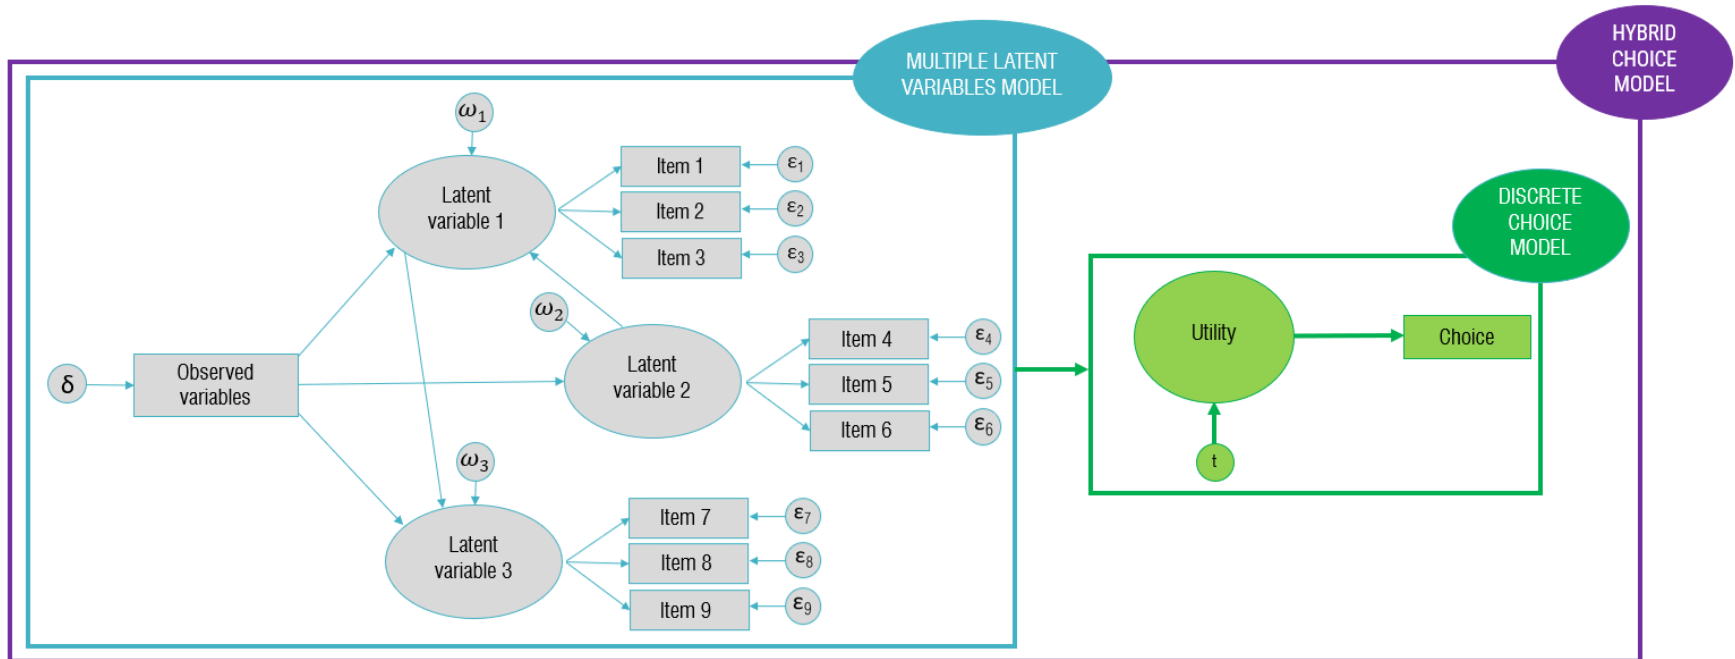 HYBRID
CHOICE
MODEL
MULTIPLE LATENT
VARIABLES MODEL
ω1
Latent
variable 1
Item 1
ε1
Item 2
ε2
Item 3
ε3
DISCRETE
CHOICE
MODEL
ω2
Latent
variable 2
Item 4
ε4
Item 5
ε5
Item 6
ε6
δ
Observed
variables
ω3
Latent
variable 3
Item 7
ε7
Item 8
ε8
Item 9
ε9
Utility
Choice
t